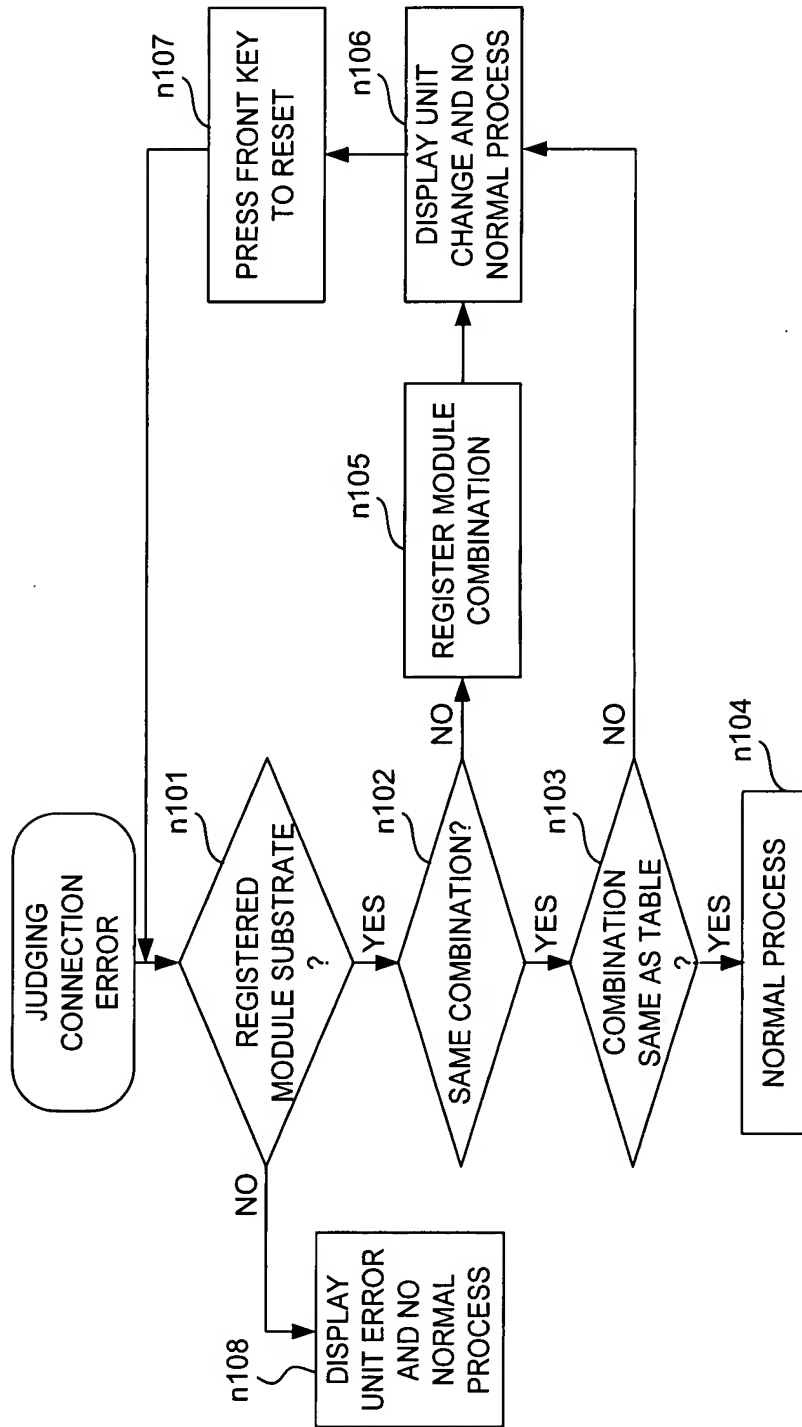 JUDGING
CONNECTION
ERROR
n101
REGISTERED
MODULE SUBSTRATE
?
NO
YES
n108
DISPLAY
UNIT ERROR
AND NO
NORMAL
PROCESS
n102
SAME COMBINATION?
NO
YES
n103
COMBINATION
SAME AS TABLE
?
NO
YES
n104
NORMAL PROCESS
n105
REGISTER MODULE
COMBINATION
n106
DISPLAY UNIT
CHANGE AND NO
NORMAL PROCESS
n107
PRESS FRONT KEY
TO RESET